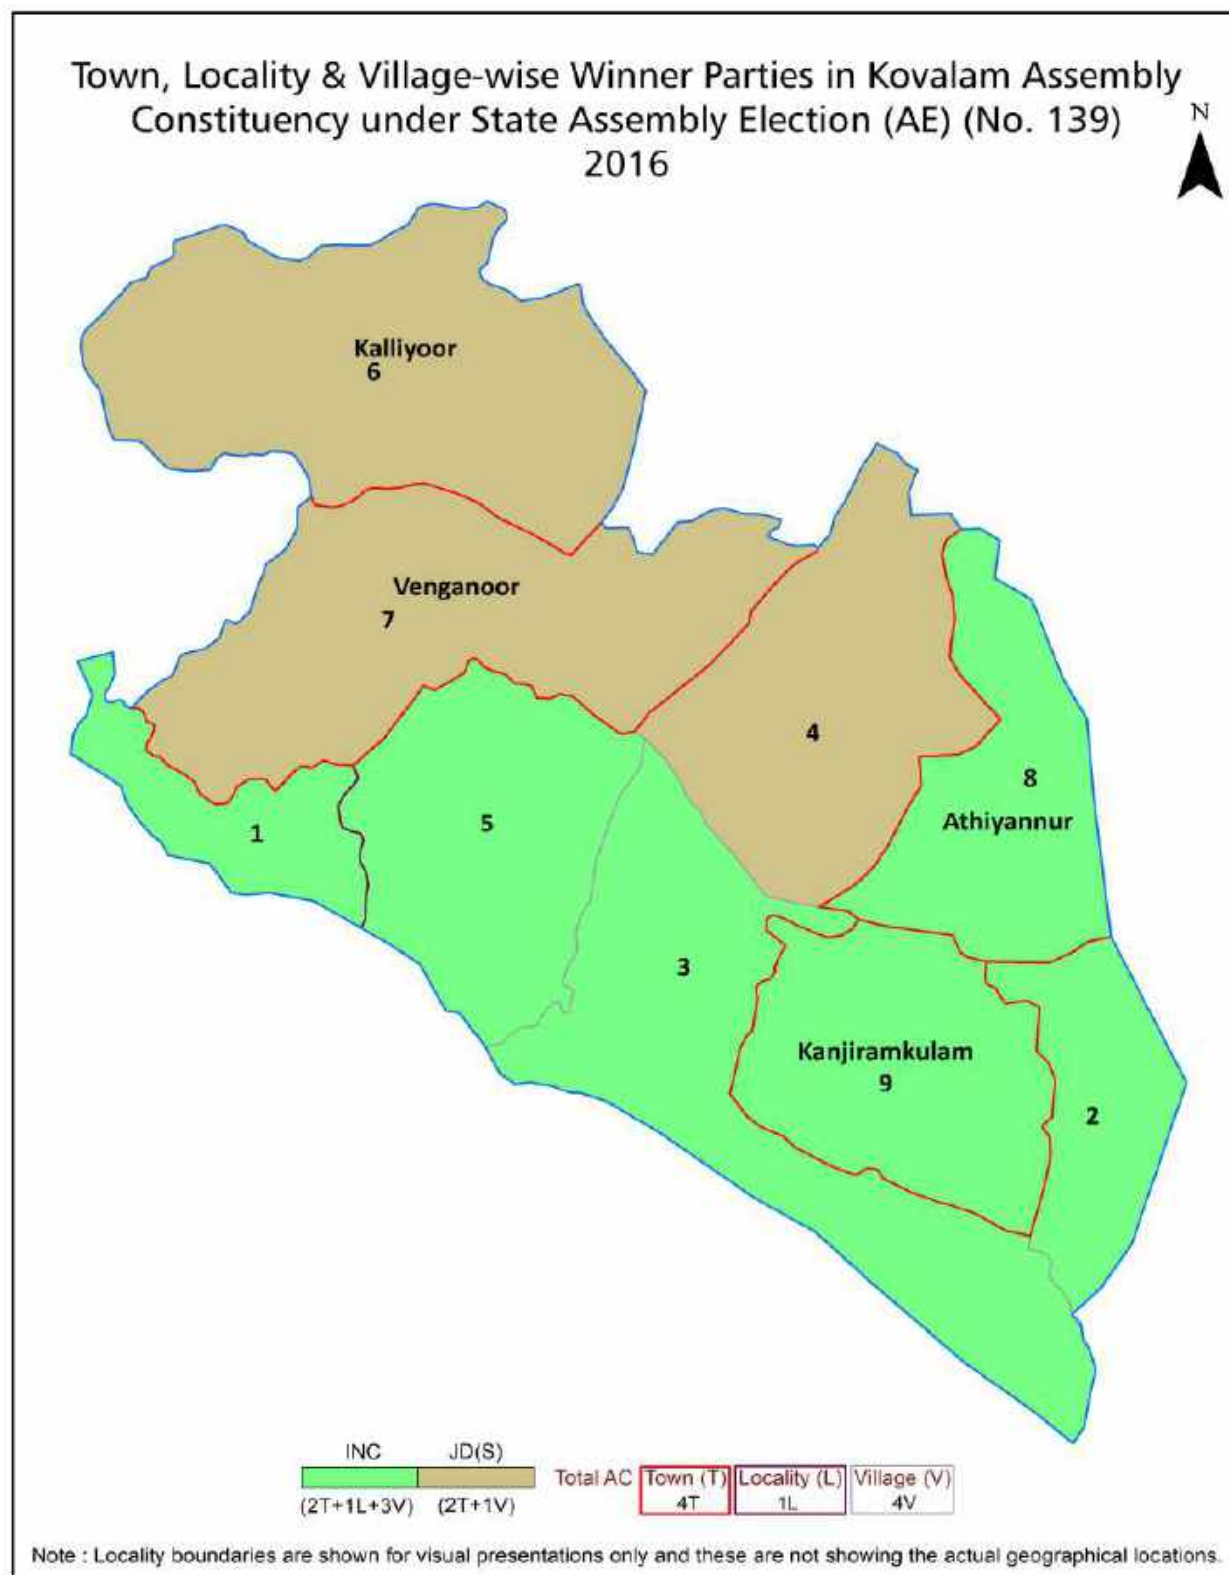 Town, Locality & Village-wise Winner Parties in Kovalam Assembly
Constituency under State Assembly Election (AE) (No. 139)
2016
N
Kalliyoor
6
Venganoor
7
4
8
Athiyannur
1
5
3
Kanjiramkulam
9
2
INC JD(S)
Total AC Town (T) Locality (L) Village (V)
4T 1L 4V
(2T+1L+3V) (2T+1V)
Note : Locality boundaries are shown for visual presentations only and these are not showing the actual geographical locations.